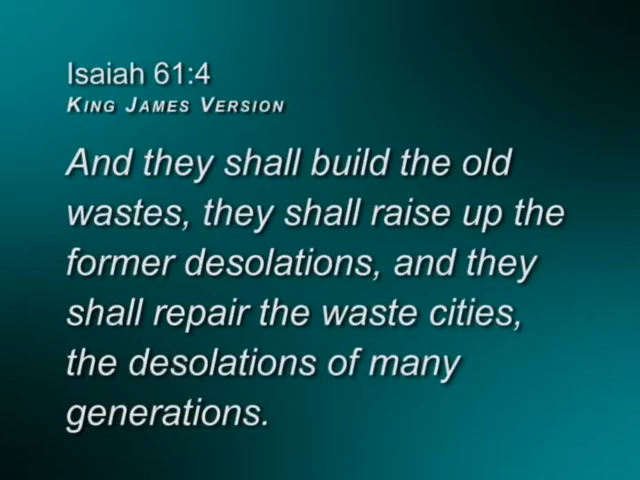 Isaiah 61:4
King James Version
And they shall build the old
wastes, they shall raise up the
former desolations, and they
shall repair the waste cities,
the desolations of many
generations.